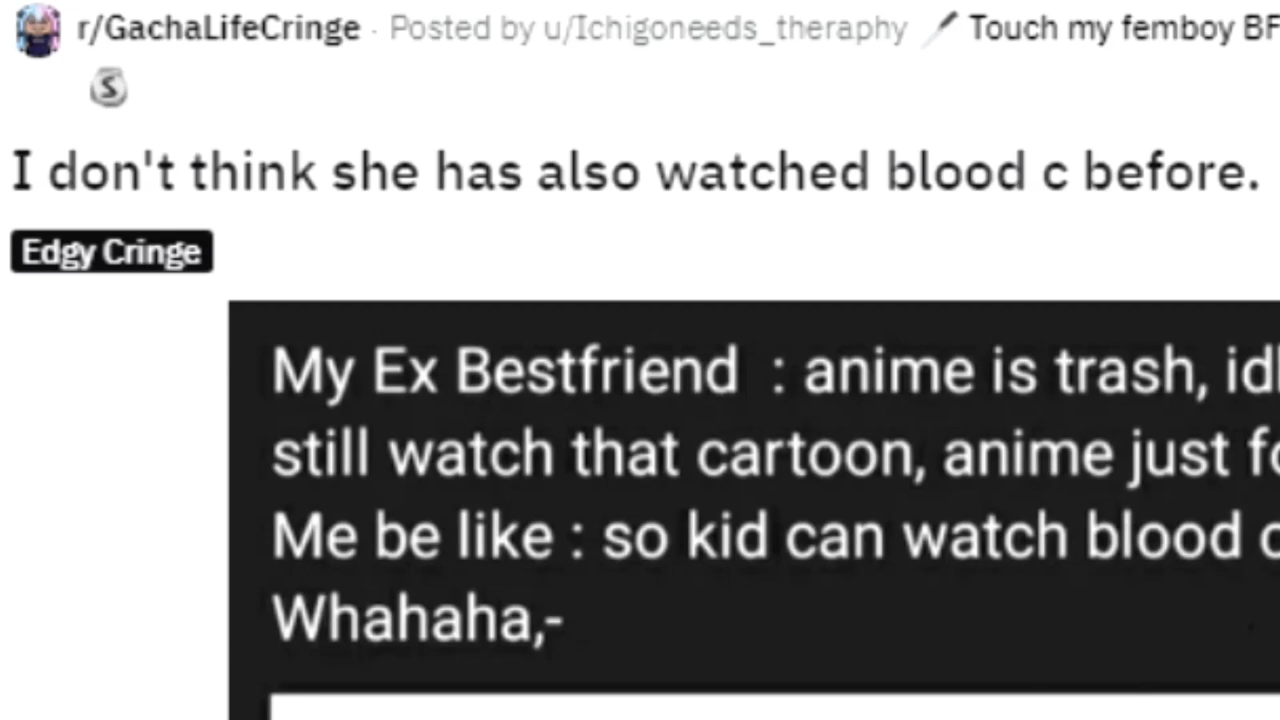 r/GachaLifeCringe · Posted by u/Ichigoneeds_theraphy Touch my femboy BF
S
I don't think she has also watched blood c before.
Edgy Cringe
My Ex Bestfriend : anime is trash,
still watch that cartoon, anime just
Me be like : so kid can watch blood
Whahaha,-